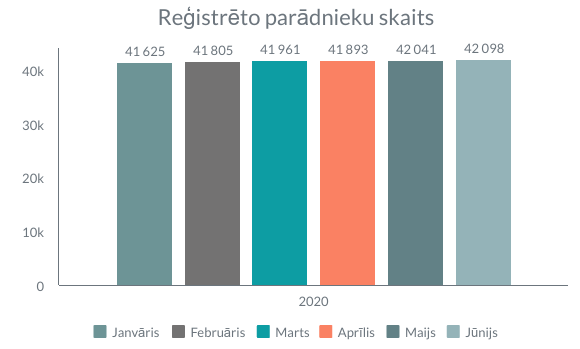 Reģistrēto parādnieku skaits
41 625 41 805 41 961 41 893 42 041 42 098
40k
30k
20k
10k
0
2020
Janvāris Februāris Marts Aprīlis Maijs Jūnijs